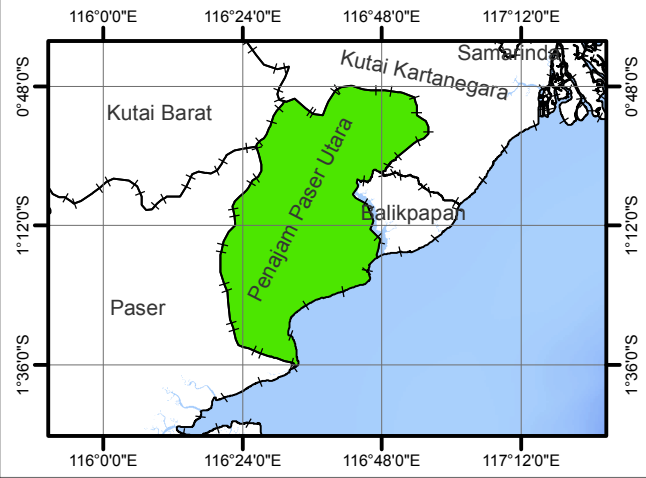 116°0'0"E 116°24'0"E 116°48'0"E 117°12'0"E
Samarinda
Kutai Kartanegara
0°48'0"S 0°48'0"S
Kutai Barat
Penajam Paser Utara
Balikpapan
1°12'0"S 1°12'0"S
Paser
1°36'0"S 1°36'0"S
116°0'0"E 116°24'0"E 116°48'0"E 117°12'0"E